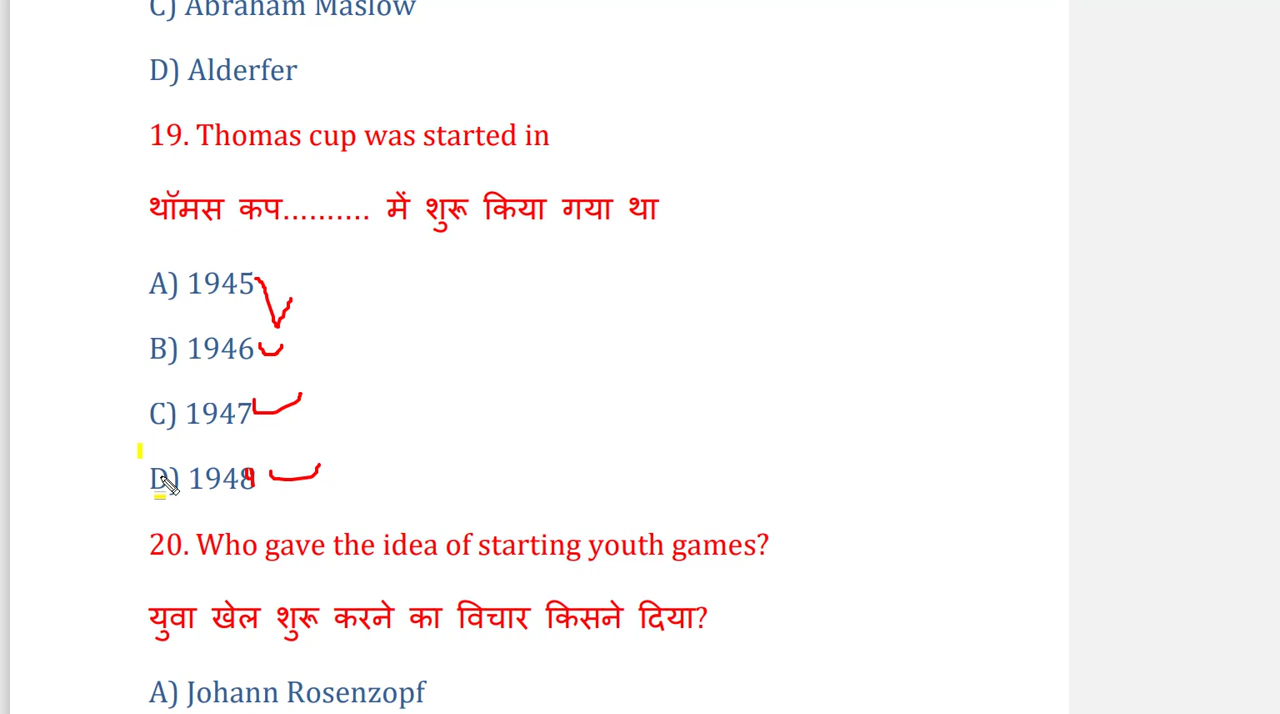 C) Abraham Maslow
D) Alderfer
19. Thomas cup was started in
थॉमस कप.......... में शुरू किया गया था
A) 1945
B) 1946
C) 1947
D) 1948
20. Who gave the idea of starting youth games?
युवा खेल शुरू करने का विचार किसने दिया?
A) Johann Rosenzopf